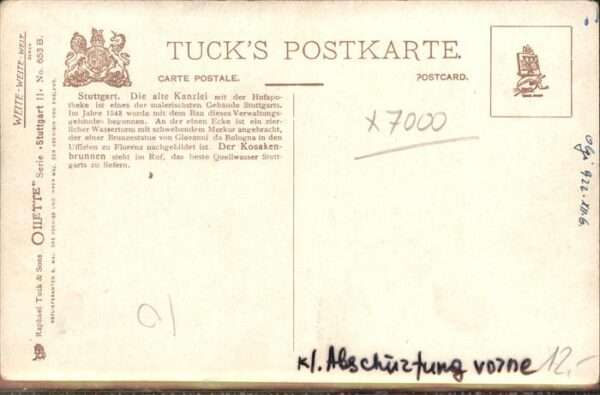 TUCK'S POSTKARTE.
CARTE POSTALE.
POSTCARD.
Stuttgart. Die alte Kanzlei mit der Hofapo-
theke ist eines der malerischsten Gebäude Stuttgarts.
Im Jahre 1548 wurde mit dem Bau dieses Verwaltungs-
gebäudes begonnen. An der einen Ecke ist ein zier-
licher Wasserturm mit schwebendem Merkur angebracht,
der einer Bronzestatue von Giovanni da Bologna in den
Uffizien zu Florenz nachgebildet ist. Der Kosaken-
brunnen steht im Ruf, das beste Quellwasser Stutt-
garts zu liefern.
WEITE-WEITE-WELT
Raphael Tuck & Sons "OILETTE" Serie "Stuttgart II" No. 653 B.
x7000
kl. Abschürfung vorne
12,-